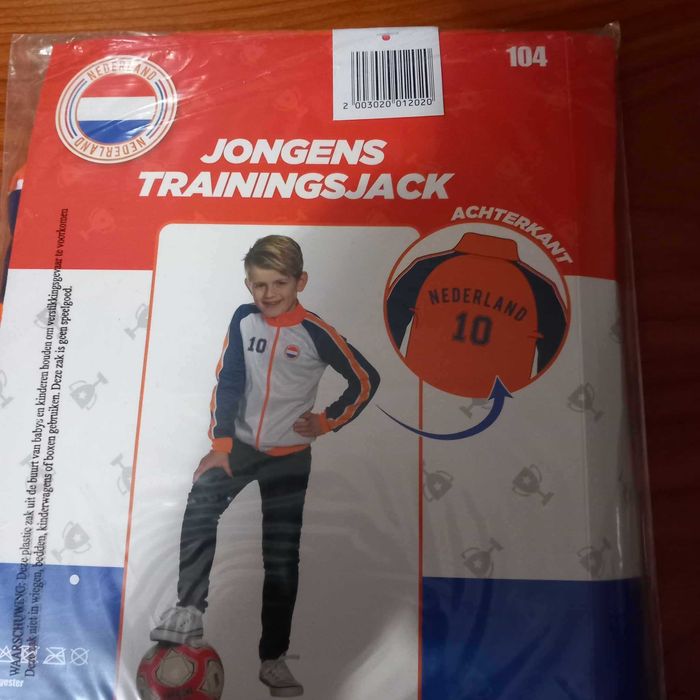 104
NEDERLAND
NEDERLAND
2 003020 012020
JONGENS
TRAININGSJACK
ACHTERKANT
NEDERLAND
10
10
WAARSCHUWING: Deze plastic zak uit de buurt van babys en kinderen houden om verstikkingsgevaar te voorkomen
Deze zak niet in wiegen, bedden, kinderwagens of boxen gebruiken. Deze zak is geen speelgoed.